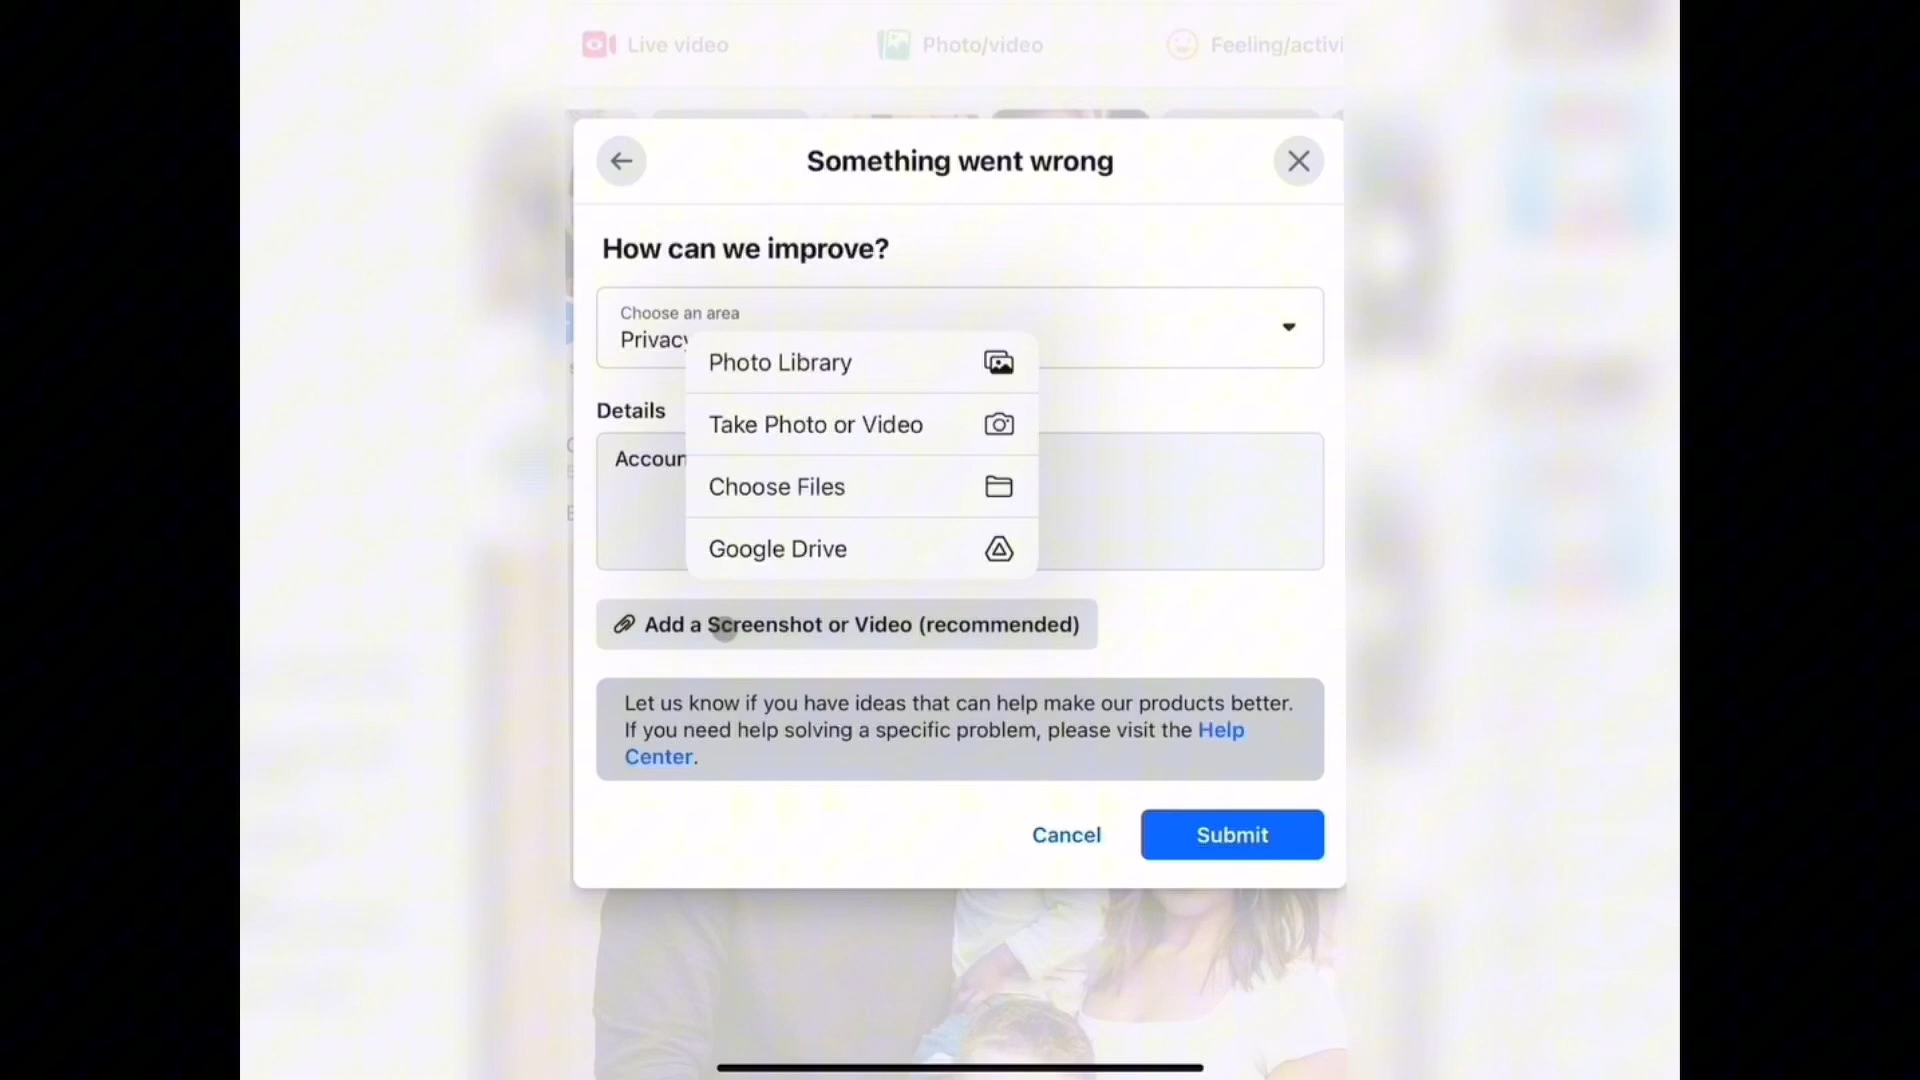 Live video
Photo/video
Feeling/activi
Something went wrong
How can we improve?
Choose an area
Privacy
Photo Library
Take Photo or Video
Details
Accoun
Choose Files
Google Drive
Add a Screenshot or Video (recommended)
Let us know if you have ideas that can help make our products better.
If you need help solving a specific problem, please visit the Help
Center.
Cancel
Submit